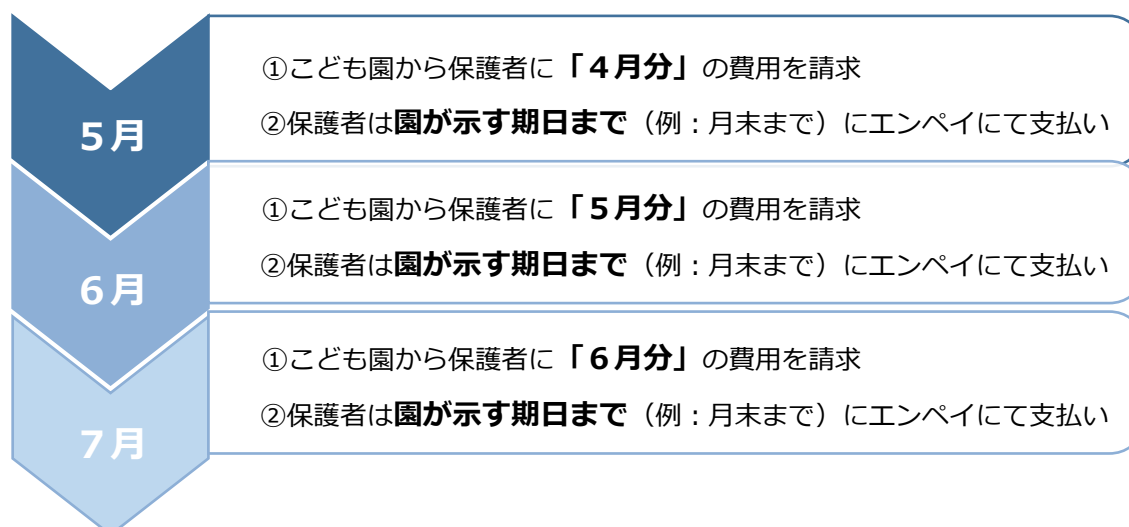 5月
①こども園から保護者に「4月分」の費用を請求
②保護者は園が示す期日まで（例：月末まで）にエンペイにて支払い
6月
①こども園から保護者に「5月分」の費用を請求
②保護者は園が示す期日まで（例：月末まで）にエンペイにて支払い
7月
①こども園から保護者に「6月分」の費用を請求
②保護者は園が示す期日まで（例：月末まで）にエンペイにて支払い